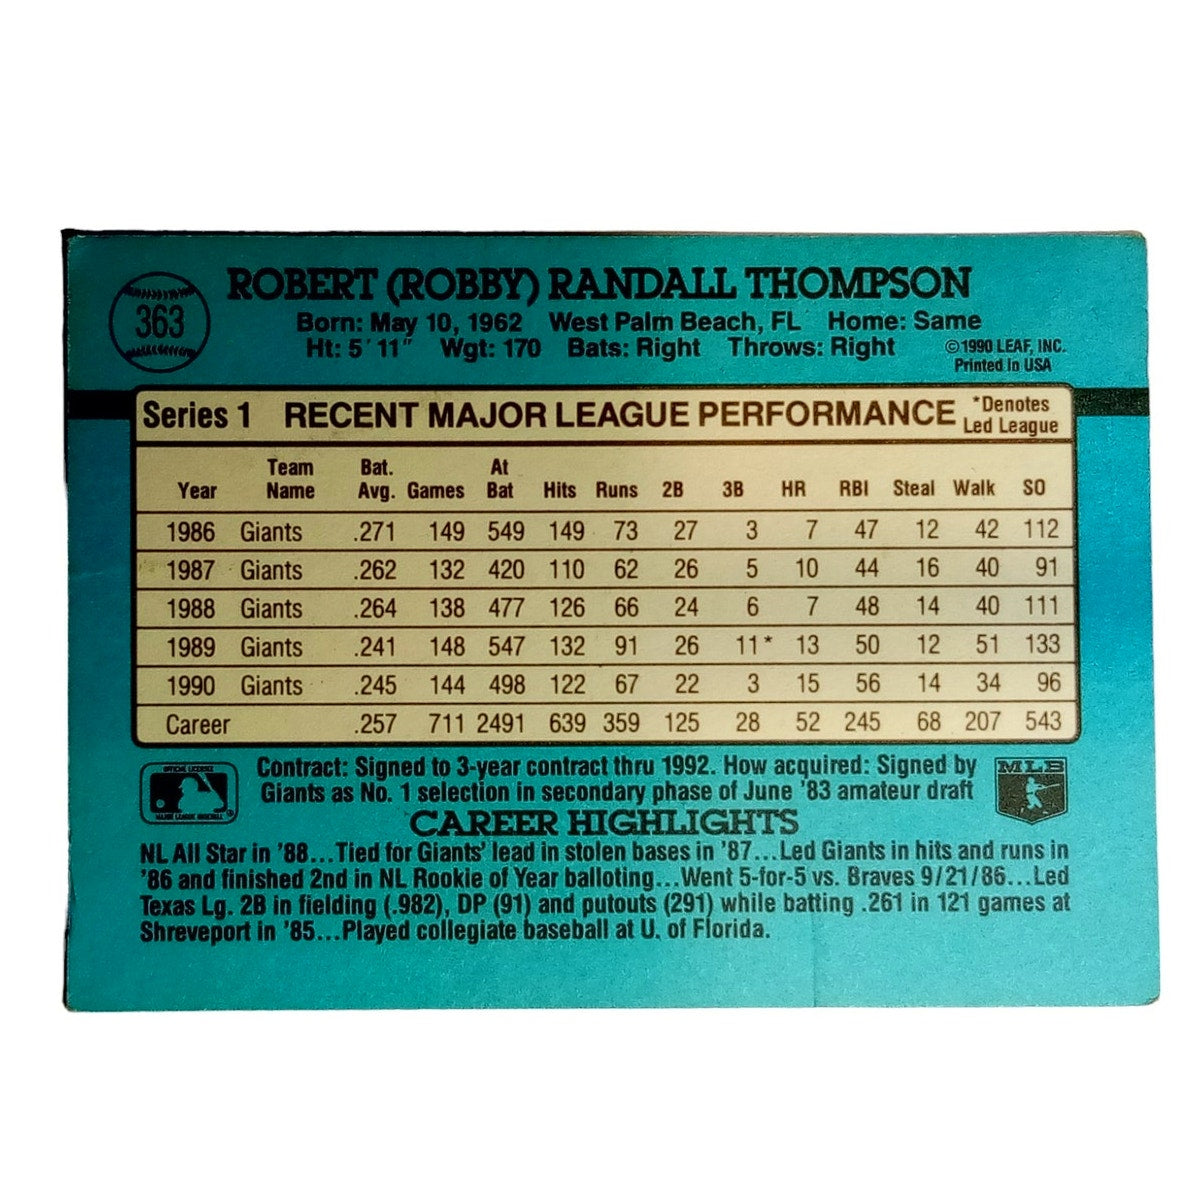 363
ROBERT (ROBBY) RANDALL THOMPSON
Born: May 10, 1962 West Palm Beach, FL Home: Same
Ht: 5' 11" Wgt: 170 Bats: Right Throws: Right
©1990 LEAF, INC.
Printed in USA
Series 1 RECENT MAJOR LEAGUE PERFORMANCE *Denotes
Led League
Year Team Name Bat. Avg. Games At Bat Hits Runs 2B 3B HR RBI Steal Walk SO
1986 Giants .271 149 549 149 73 27 3 7 47 12 42 112
1987 Giants .262 132 420 110 62 26 5 10 44 16 40 91
1988 Giants .264 138 477 126 66 24 6 7 48 14 40 111
1989 Giants .241 148 547 132 91 26 11* 13 50 12 51 133
1990 Giants .245 144 498 122 67 22 3 15 56 14 34 96
Career .257 711 2491 639 359 125 28 52 245 68 207 543
Contract: Signed to 3-year contract thru 1992. How acquired: Signed by
Giants as No. 1 selection in secondary phase of June '83 amateur draft
OFFICIAL LICENSEE
MAJOR LEAGUE BASEBALL
®
MLB
CAREER HIGHLIGHTS
NL All Star in '88...Tied for Giants' lead in stolen bases in '87...Led Giants in hits and runs in
'86 and finished 2nd in NL Rookie of Year balloting...Went 5-for-5 vs. Braves 9/21/86...Led
Texas Lg. 2B in fielding (.982), DP (91) and putouts (291) while batting .261 in 121 games at
Shreveport in '85...Played collegiate baseball at U. of Florida.